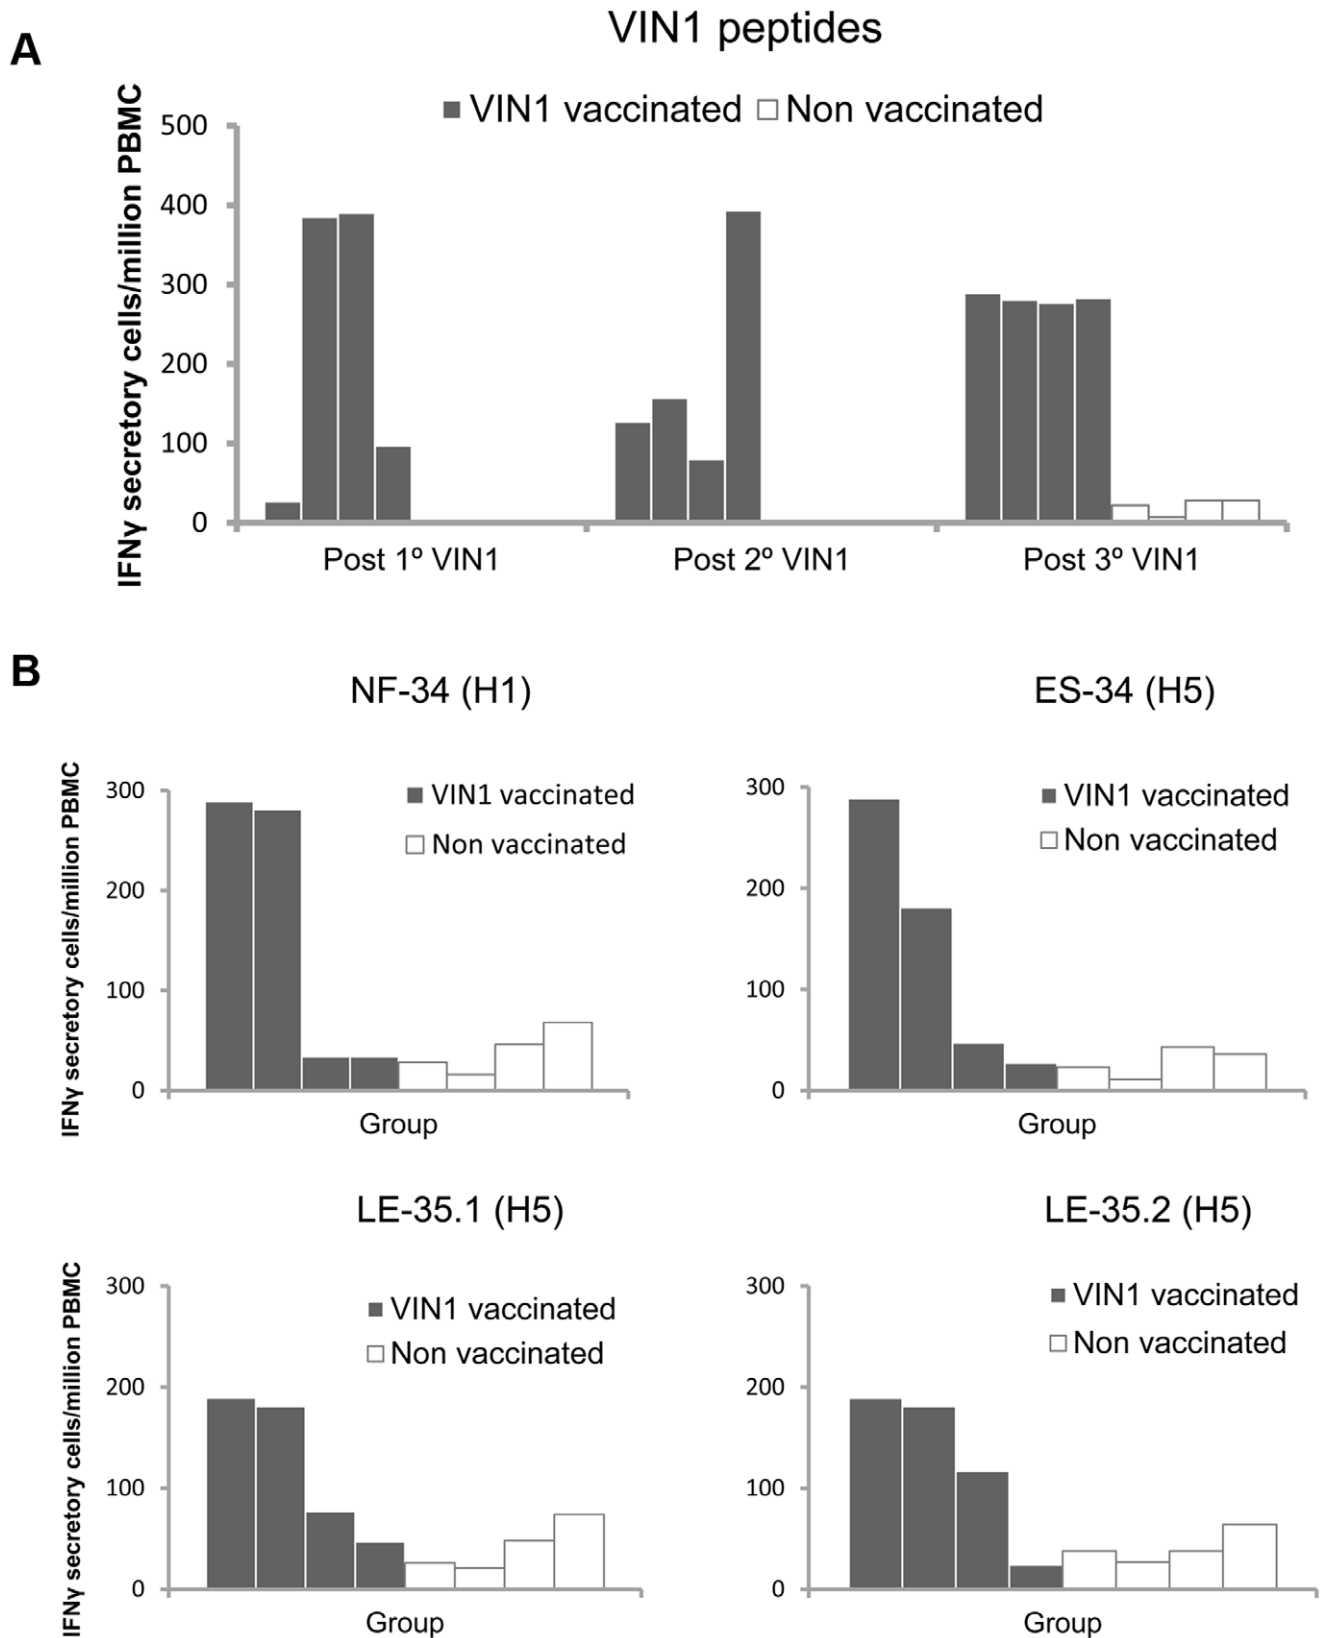 A
VIN1 peptides
VIN1 vaccinated Non vaccinated
IFNγ secretory cells/million PBMC
500
400
300
200
100
0
Post 1º VIN1 Post 2º VIN1 Post 3º VIN1
B
NF-34 (H1)
IFNγ secretory cells/million PBMC
300
200
100
0
VIN1 vaccinated
Non vaccinated
Group
ES-34 (H5)
300
200
100
0
VIN1 vaccinated
Non vaccinated
Group
LE-35.1 (H5)
IFNγ secretory cells/million PBMC
300
200
100
0
VIN1 vaccinated
Non vaccinated
Group
LE-35.2 (H5)
300
200
100
0
VIN1 vaccinated
Non vaccinated
Group